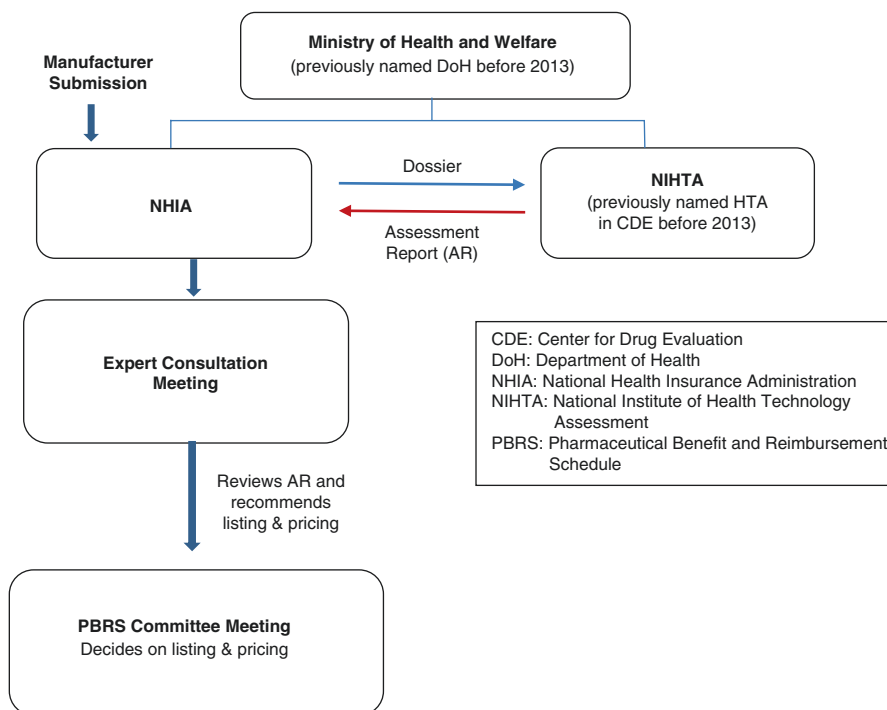 Ministry of Health and Welfare
(previously named DoH before 2013)
Manufacturer
Submission
NHIA
Dossier
Assessment
Report (AR)
NIHTA
(previously named HTA
in CDE before 2013)
Expert Consultation
Meeting
CDE: Center for Drug Evaluation
DoH: Department of Health
NHIA: National Health Insurance Administration
NIHTA: National Institute of Health Technology
Assessment
PBRS: Pharmaceutical Benefit and Reimbursement
Schedule
Reviews AR and
recommends
listing & pricing
PBRS Committee Meeting
Decides on listing & pricing